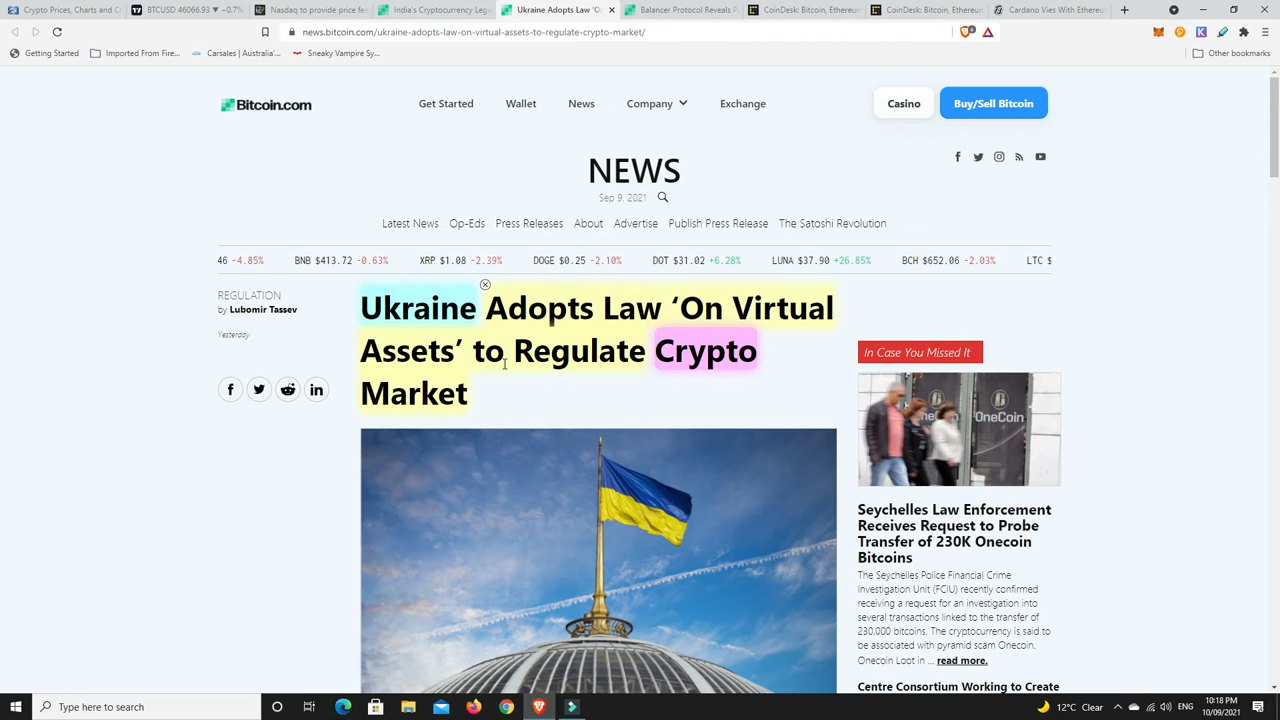 Crypto Prices, Charts and Cr
BTCUSD 46066.93 ▼−0.7%
Nasdaq to provide price fee
India's Cryptocurrency Legi
Ukraine Adopts Law 'O
Balancer Protocol Reveals P
CoinDesk: Bitcoin, Ethereum
CoinDesk: Bitcoin, Ethereum
Cardano Vies With Ethereu
news.bitcoin.com/ukraine-adopts-law-on-virtual-assets-to-regulate-crypto-market/
Getting Started
Imported From Fire...
Carsales | Australia'...
Sneaky Vampire Sy...
Other bookmarks
Bitcoin.com
Get Started
Wallet
News
Company
Exchange
Casino
Buy/Sell Bitcoin
NEWS
Sep 9, 2021
Latest News
Op-Eds
Press Releases
About
Advertise
Publish Press Release
The Satoshi Revolution
46 -4.85%
BNB $413.72 -0.63%
XRP $1.08 -2.39%
DOGE $0.25 -2.10%
DOT $31.02 +6.28%
LUNA $37.90 +26.85%
BCH $652.06 -2.03%
LTC $
REGULATION
by Lubomir Tassev
Yesterday
Ukraine Adopts Law ‘On Virtual
Assets’ to Regulate Crypto
Market
In Case You Missed It
OneCoin
Seychelles Law Enforcement
Receives Request to Probe
Transfer of 230K Onecoin
Bitcoins
The Seychelles Police Financial Crime
Investigation Unit (FCIU) recently confirmed
receiving a request for an investigation into
several transactions linked to the transfer of
230,000 bitcoins. The cryptocurrency is said to
be associated with pyramid scam Onecoin.
Onecoin Loot in ... read more.
Centre Consortium Working to Create
Type here to search
12°C Clear
ENG
10:18 PM
10/09/2021